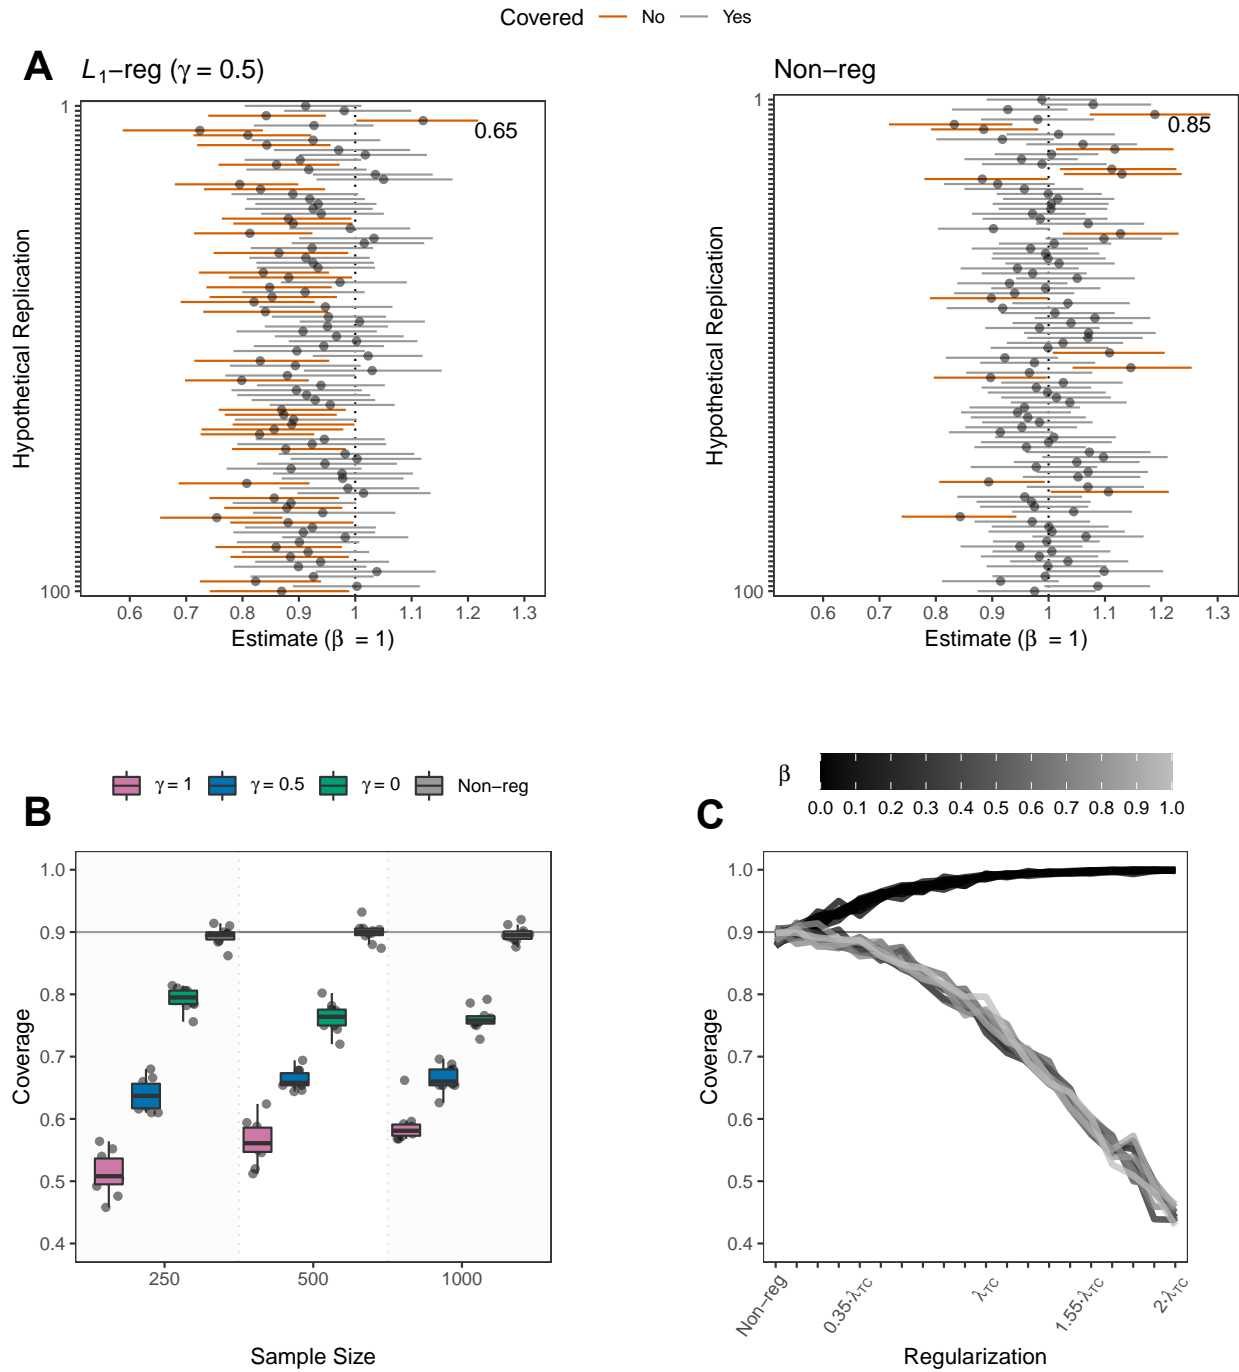 Covered No Yes
A L1-reg (γ = 0.5)
1
0.65
Hypothetical Replication
100
0.6 0.7 0.8 0.9 1 1.1 1.2 1.3
Estimate (β = 1)
Non-reg
1
0.85
Hypothetical Replication
100
0.6 0.7 0.8 0.9 1 1.1 1.2 1.3
Estimate (β = 1)
γ = 1 γ = 0.5 γ = 0 Non-reg
B
1.0
0.9
0.8
0.7
0.6
0.5
0.4
Coverage
250 500 1000
Sample Size
β
0.0 0.1 0.2 0.3 0.4 0.5 0.6 0.7 0.8 0.9 1.0
C
1.0
0.9
0.8
0.7
0.6
0.5
0.4
Coverage
Non-reg 0.35·λ-TC λ-TC 1.55·λ-TC 2·λ-TC
Regularization